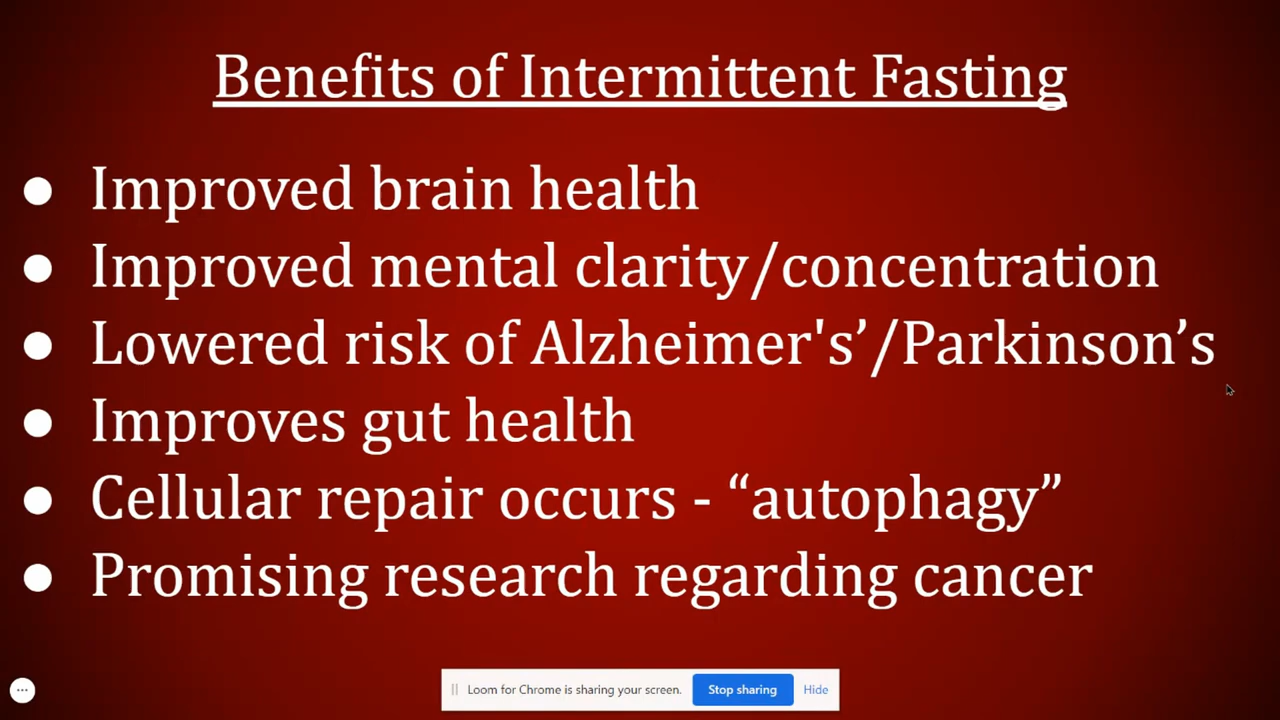 Benefits of Intermittent Fasting
● Improved brain health
● Improved mental clarity/concentration
● Lowered risk of Alzheimer's’/Parkinson’s
● Improves gut health
● Cellular repair occurs - “autophagy”
● Promising research regarding cancer
Loom for Chrome is sharing your screen. Stop sharing Hide